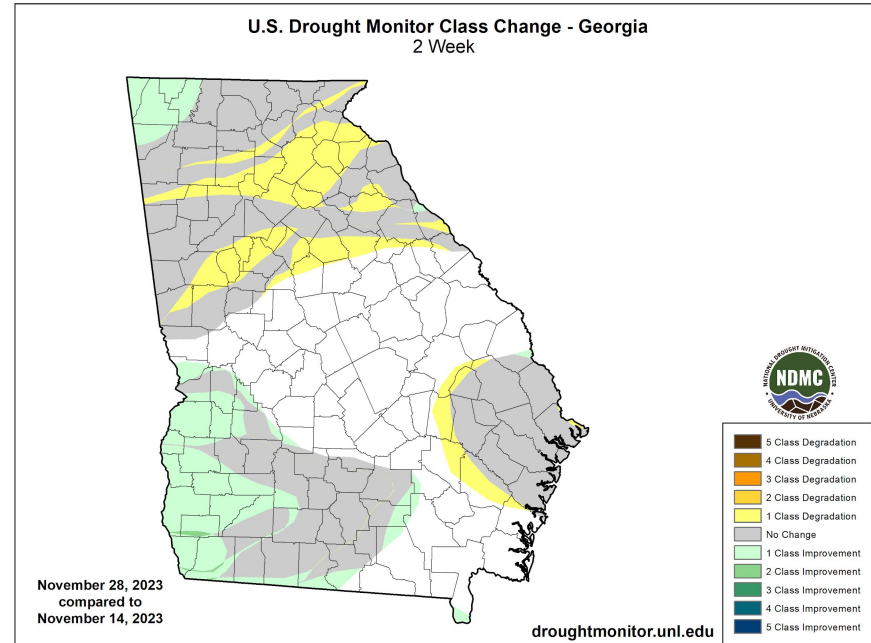 U.S. Drought Monitor Class Change - Georgia
2 Week
NATIONAL DROUGHT MITIGATION CENTER
NDMC
UNIVERSITY OF NEBRASKA
5 Class Degradation
4 Class Degradation
3 Class Degradation
2 Class Degradation
1 Class Degradation
No Change
1 Class Improvement
2 Class Improvement
3 Class Improvement
4 Class Improvement
5 Class Improvement
November 28, 2023
compared to
November 14, 2023
droughtmonitor.unl.edu